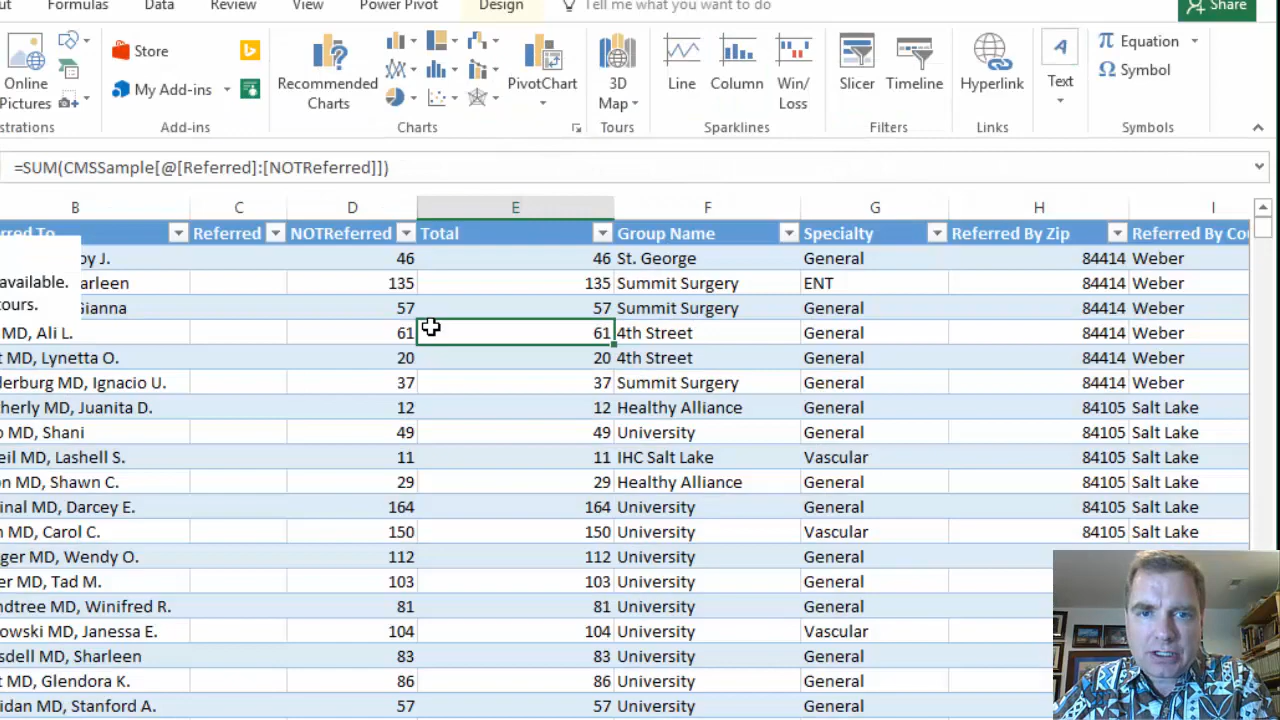 Formulas Data Review View Power Pivot Design Tell me what you want to do Share
Online
Pictures
Store
My Add-ins
Recommended
Charts
PivotChart
3D
Map
Line
Column
Win/
Loss
Slicer
Timeline
Hyperlink
A
Text
π Equation
Ω Symbol
Add-ins Charts Tours Sparklines Filters Links Symbols
=SUM(CMSSample[@[Referred]:[NOTReferred]])
B C D E F G H I
To Referred NOTReferred Total Group Name Specialty Referred By Zip Referred By
available.
tours.
J. 46 46 St. George General 84414 Weber
135 135 Summit Surgery ENT 84414 Weber
Gianna 57 57 Summit Surgery General 84414 Weber
MD, Ali L. 61 61 4th Street General 84414 Weber
MD, Lynetta O. 20 20 4th Street General 84414 Weber
MD, Ignacio U. 37 37 Summit Surgery General 84414 Weber
MD, Juanita D. 12 12 Healthy Alliance General 84105 Salt Lake
MD, Shani 49 49 University General 84105 Salt Lake
MD, Lashell S. 11 11 IHC Salt Lake Vascular 84105 Salt Lake
MD, Shawn C. 29 29 Healthy Alliance General 84105 Salt Lake
MD, Darcey E. 164 164 University General 84105 Salt Lake
MD, Carol C. 150 150 University Vascular 84105 Salt Lake
MD, Wendy O. 112 112 University General
MD, Tad M. 103 103 University General
MD, Winifred R. 81 81 University General
MD, Janessa E. 104 104 University Vascular
MD, Sharleen 83 83 University General
MD, Glendora K. 86 86 University General
MD, Stanford A. 57 57 University General